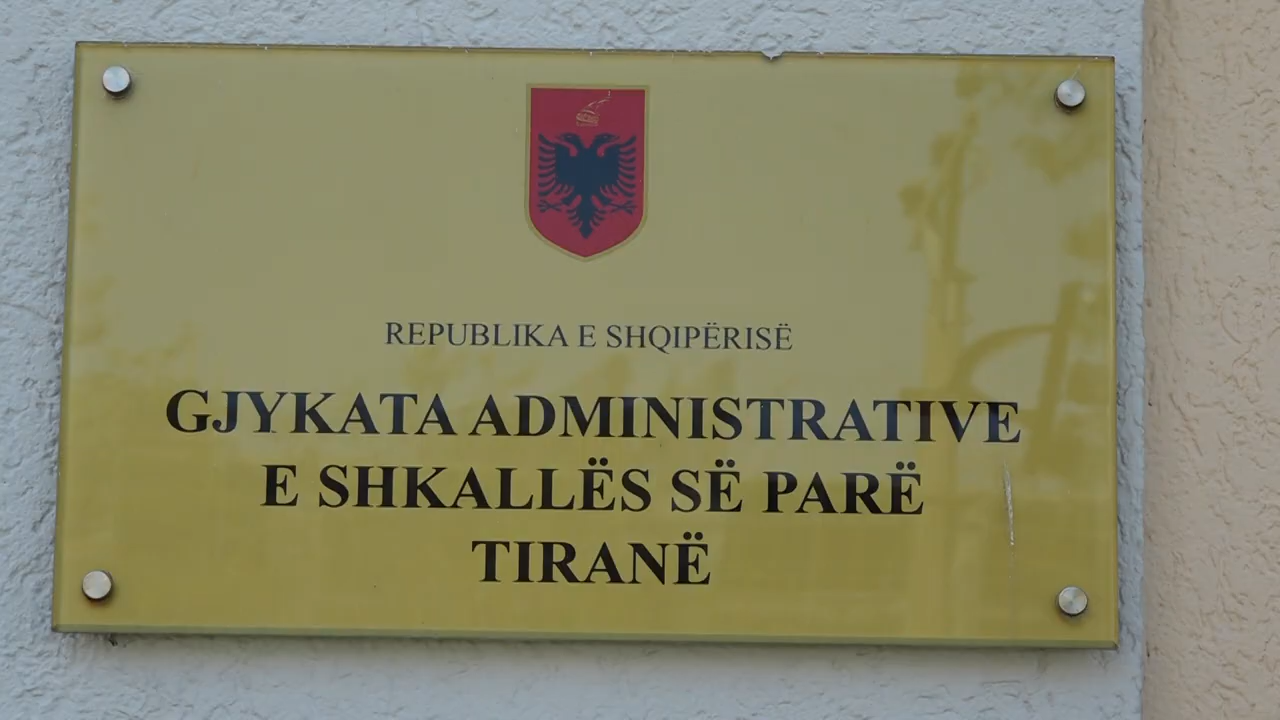 REPUBLIKA E SHQIPËRISË
GJYKATA ADMINISTRATIVE
E SHKALLËS SË PARË
TIRANË